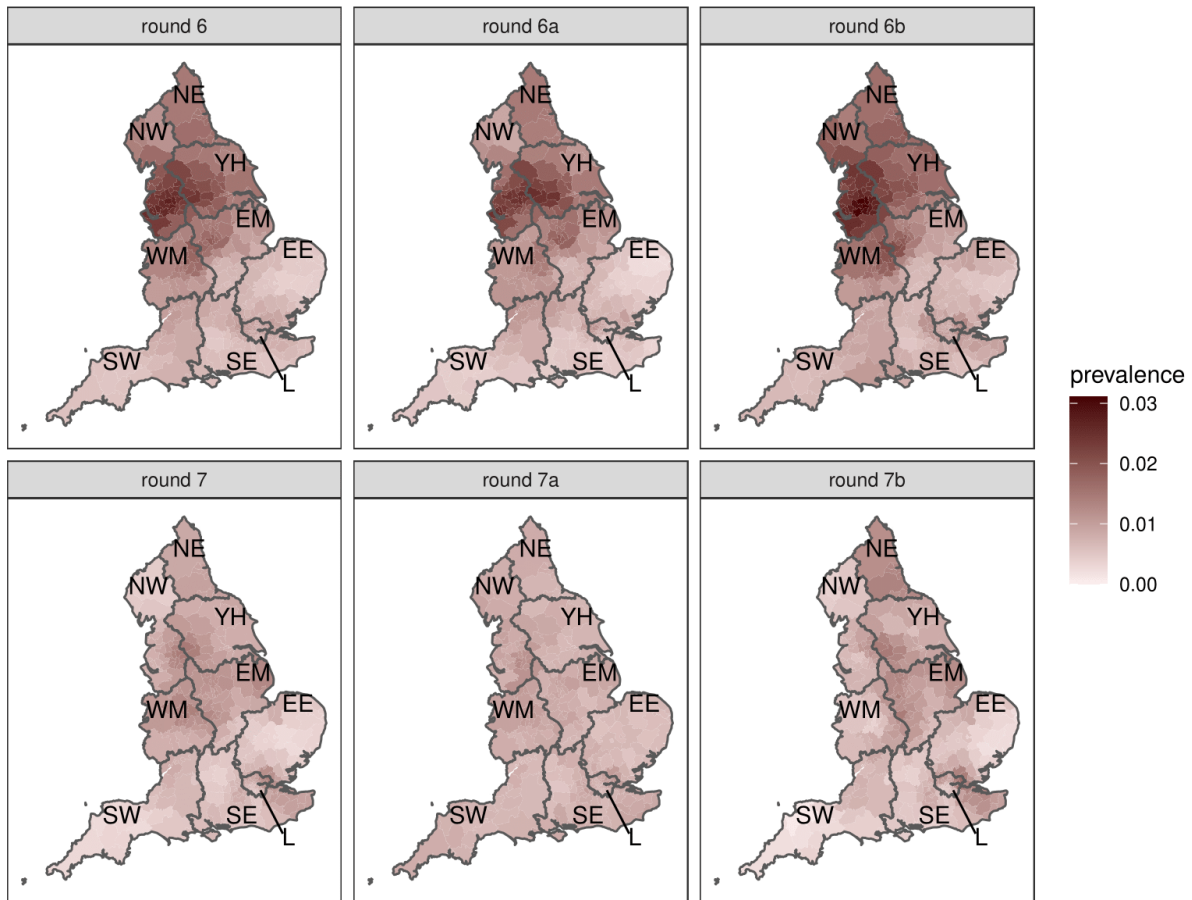 round 6
round 6a
round 6b
NE
NW
YH
EM
WM
EE
SW
SE
L
NE
NW
YH
EM
WM
EE
SW
SE
L
NE
NW
YH
EM
WM
EE
SW
SE
L
prevalence
0.03
0.02
0.01
0.00
round 7
round 7a
round 7b
NE
NW
YH
EM
WM
EE
SW
SE
L
NE
NW
YH
EM
WM
EE
SW
SE
L
NE
NW
YH
EM
WM
EE
SW
SE
L